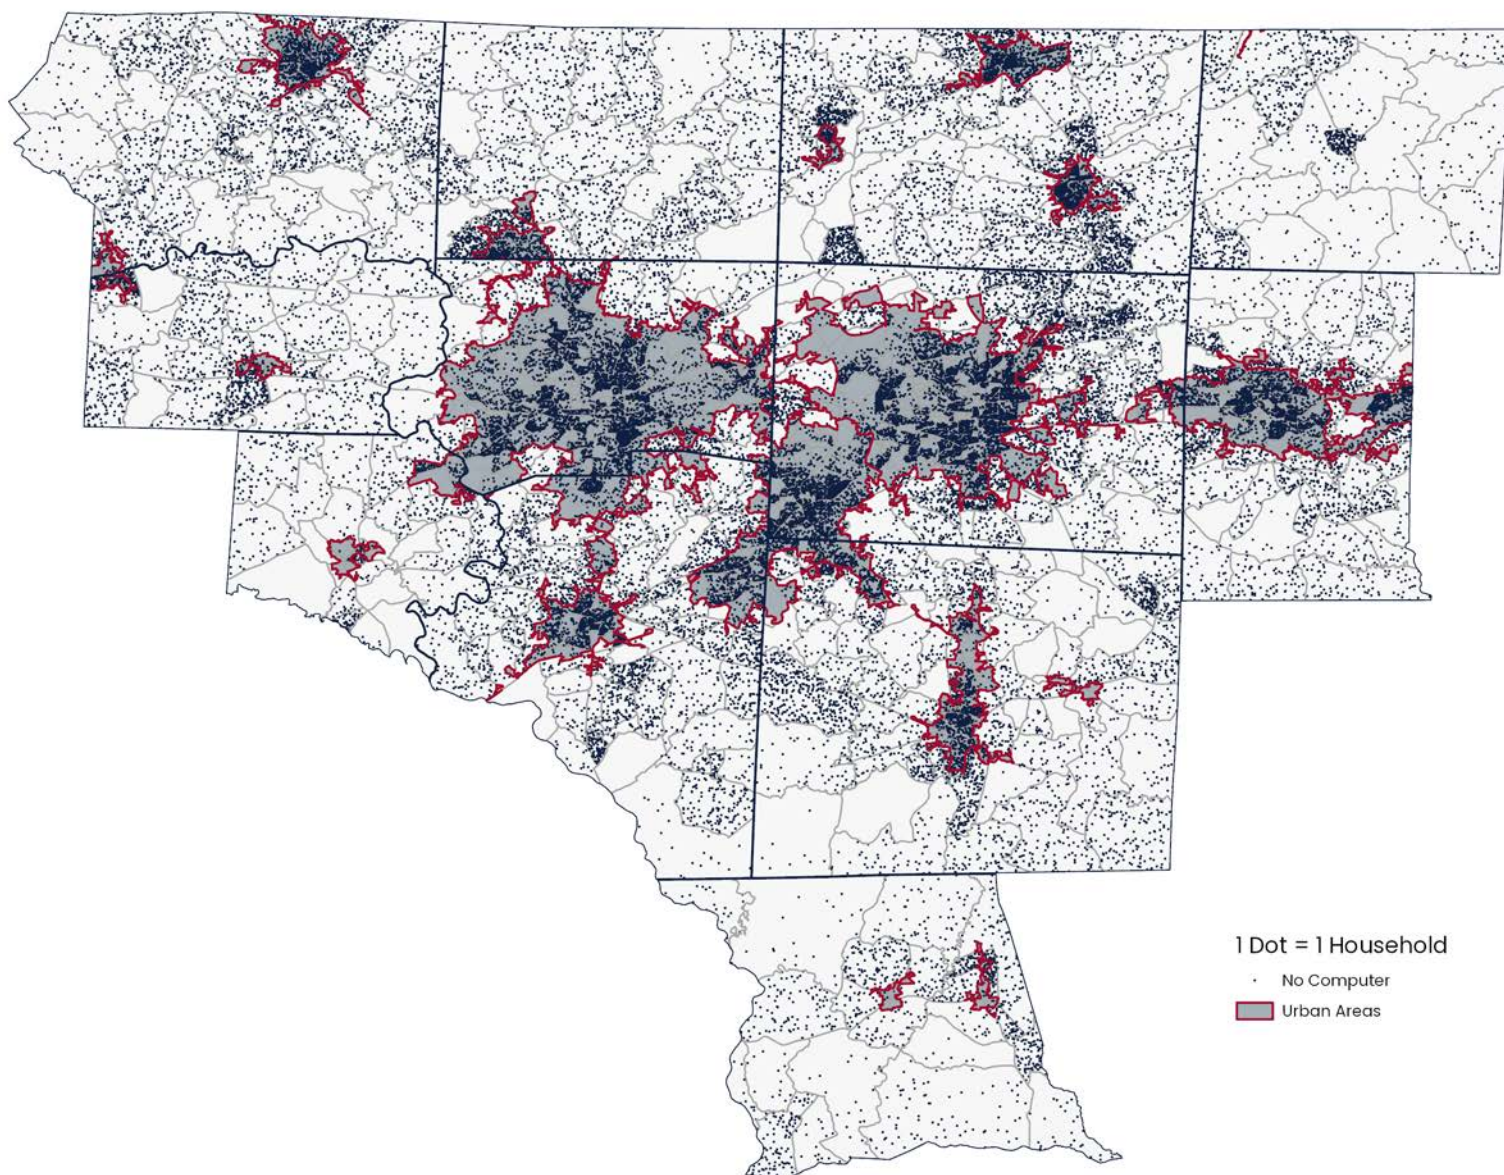 1 Dot = 1 Household
No Computer
Urban Areas